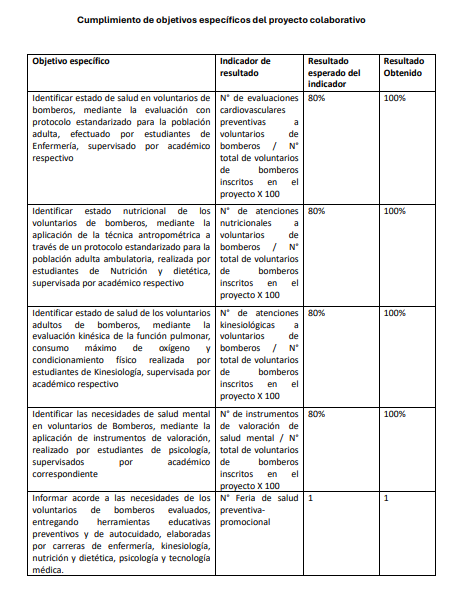 Cumplimiento de objetivos específicos del proyecto colaborativo
Objetivo específico
Indicador de
resultado
Resultado
esperado del
indicador
Resultado
Obtenido
Identificar estado de salud en voluntarios de
bomberos, mediante la evaluación con
protocolo estandarizado para la población
adulta, efectuado por estudiantes de
Enfermería, supervisado por académico
respectivo
N° de evaluaciones
cardiovasculares
preventivas a
voluntarios de
bomberos / N°
total de voluntarios
de bomberos
inscritos en el
proyecto X 100
80%
100%
Identificar estado nutricional de los
voluntarios de bomberos, mediante la
aplicación de la técnica antropométrica a
través de un protocolo estandarizado para la
población adulta ambulatoria, realizada por
estudiantes de Nutrición y dietética,
supervisada por académico respectivo
N° de atenciones
nutricionales a
voluntarios de
bomberos / N°
total de voluntarios
de bomberos
inscritos en el
proyecto X 100
80%
100%
Identificar estado de salud de los voluntarios
adultos de bomberos, mediante la
evaluación kinésica de la función pulmonar,
consumo máximo de oxígeno y
condicionamiento físico realizada por
estudiantes de Kinesiología, supervisada por
académico respectivo
N° de atenciones
kinesiológicas a
voluntarios de
bomberos / N°
total de voluntarios
de bomberos
inscritos en el
proyecto X 100
80%
100%
Identificar las necesidades de salud mental
en voluntarios de Bomberos, mediante la
aplicación de instrumentos de valoración,
realizado por estudiantes de psicología,
supervisados por académico
correspondiente
N° de instrumentos
de valoración de
salud mental / N°
total de voluntarios
de bomberos
inscritos en el
proyecto X 100
80%
100%
Informar acorde a las necesidades de los
voluntarios de bomberos evaluados,
entregando herramientas educativas
preventivos y de autocuidado, elaboradas
por carreras de enfermería, kinesiología,
nutrición y dietética, psicología y tecnología
médica.
N° Feria de salud
preventiva-
promocional
1
1